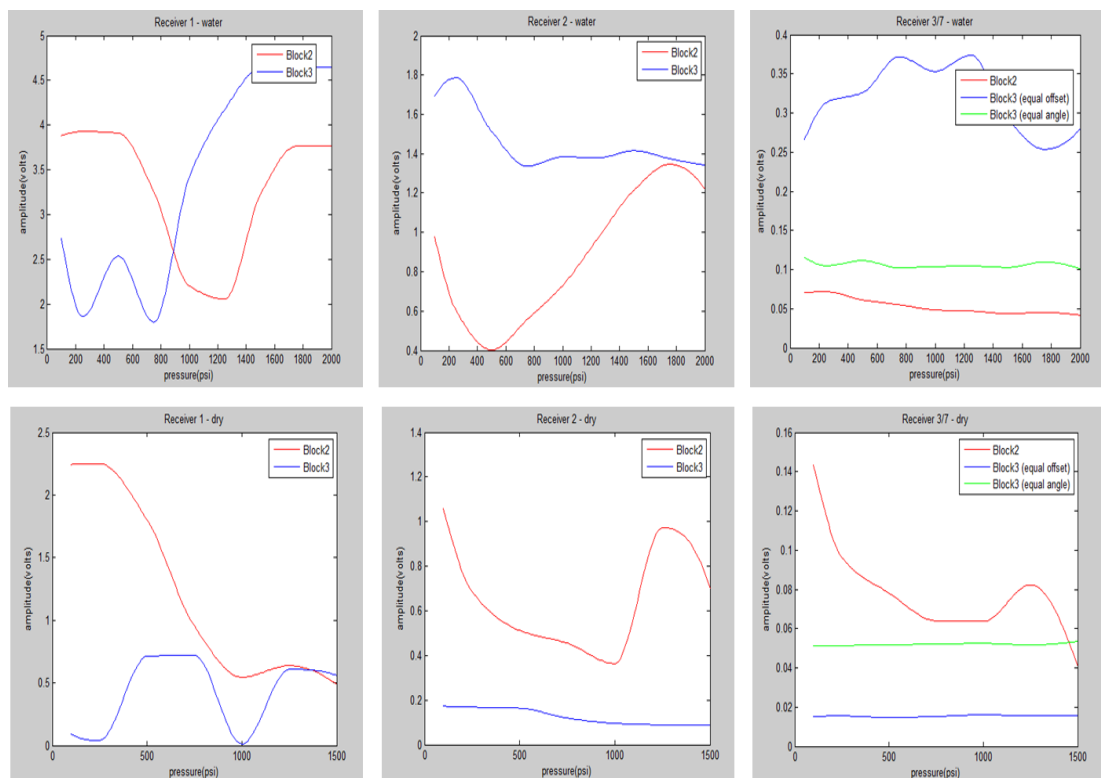 Receiver 1 - water
5
4.5
4
3.5
3
2.5
2
1.5
amplitude(volts)
Block2
Block3
0 200 400 600 800 1000 1200 1400 1600 1800 2000
pressure(psi)
Receiver 2 - water
2
1.8
1.6
1.4
1.2
1
0.8
0.6
0.4
amplitude(volts)
Block2
Block3
0 200 400 600 800 1000 1200 1400 1600 1800 2000
pressure(psi)
Receiver 3/7 - water
0.4
0.35
0.3
0.25
0.2
0.15
0.1
0.05
0
amplitude(volts)
Block2
Block3 (equal offset)
Block3 (equal angle)
0 200 400 600 800 1000 1200 1400 1600 1800 2000
pressure(psi)
Receiver 1 - dry
2.5
2
1.5
1
0.5
0
amplitude(volts)
Block2
Block3
0 500 1000 1500
pressure(psi)
Receiver 2 - dry
1.4
1.2
1
0.8
0.6
0.4
0.2
0
amplitude(volts)
Block2
Block3
0 500 1000 1500
pressure(psi)
Receiver 3/7 - dry
0.16
0.14
0.12
0.1
0.08
0.06
0.04
0.02
0
amplitude(volts)
Block2
Block3 (equal offset)
Block3 (equal angle)
0 500 1000 1500
pressure(psi)